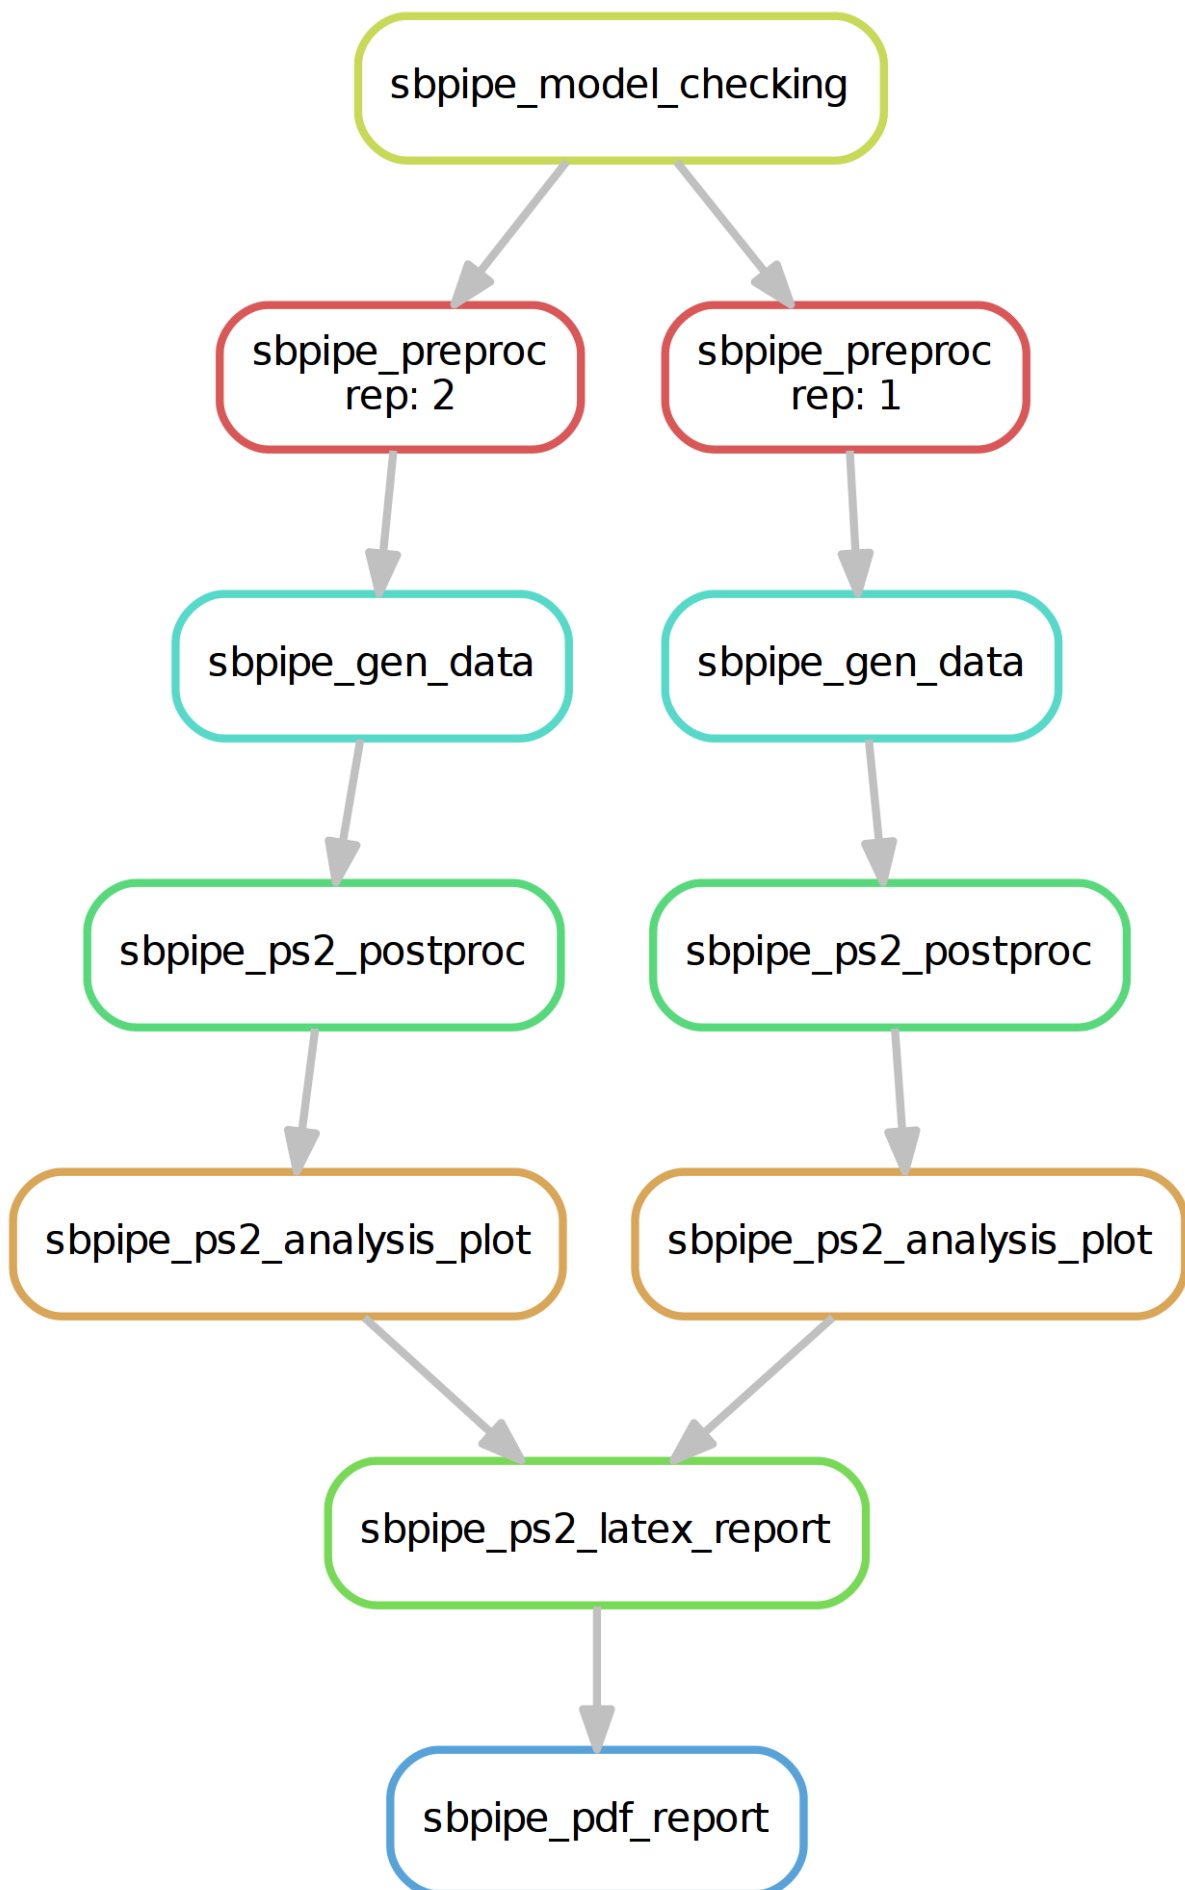 sbpipe_model_checking
sbpipe_preproc
rep: 2
sbpipe_preproc
rep: 1
sbpipe_gen_data
sbpipe_gen_data
sbpipe_ps2_postproc
sbpipe_ps2_postproc
sbpipe_ps2_analysis_plot
sbpipe_ps2_analysis_plot
sbpipe_ps2_latex_report
sbpipe_pdf_report